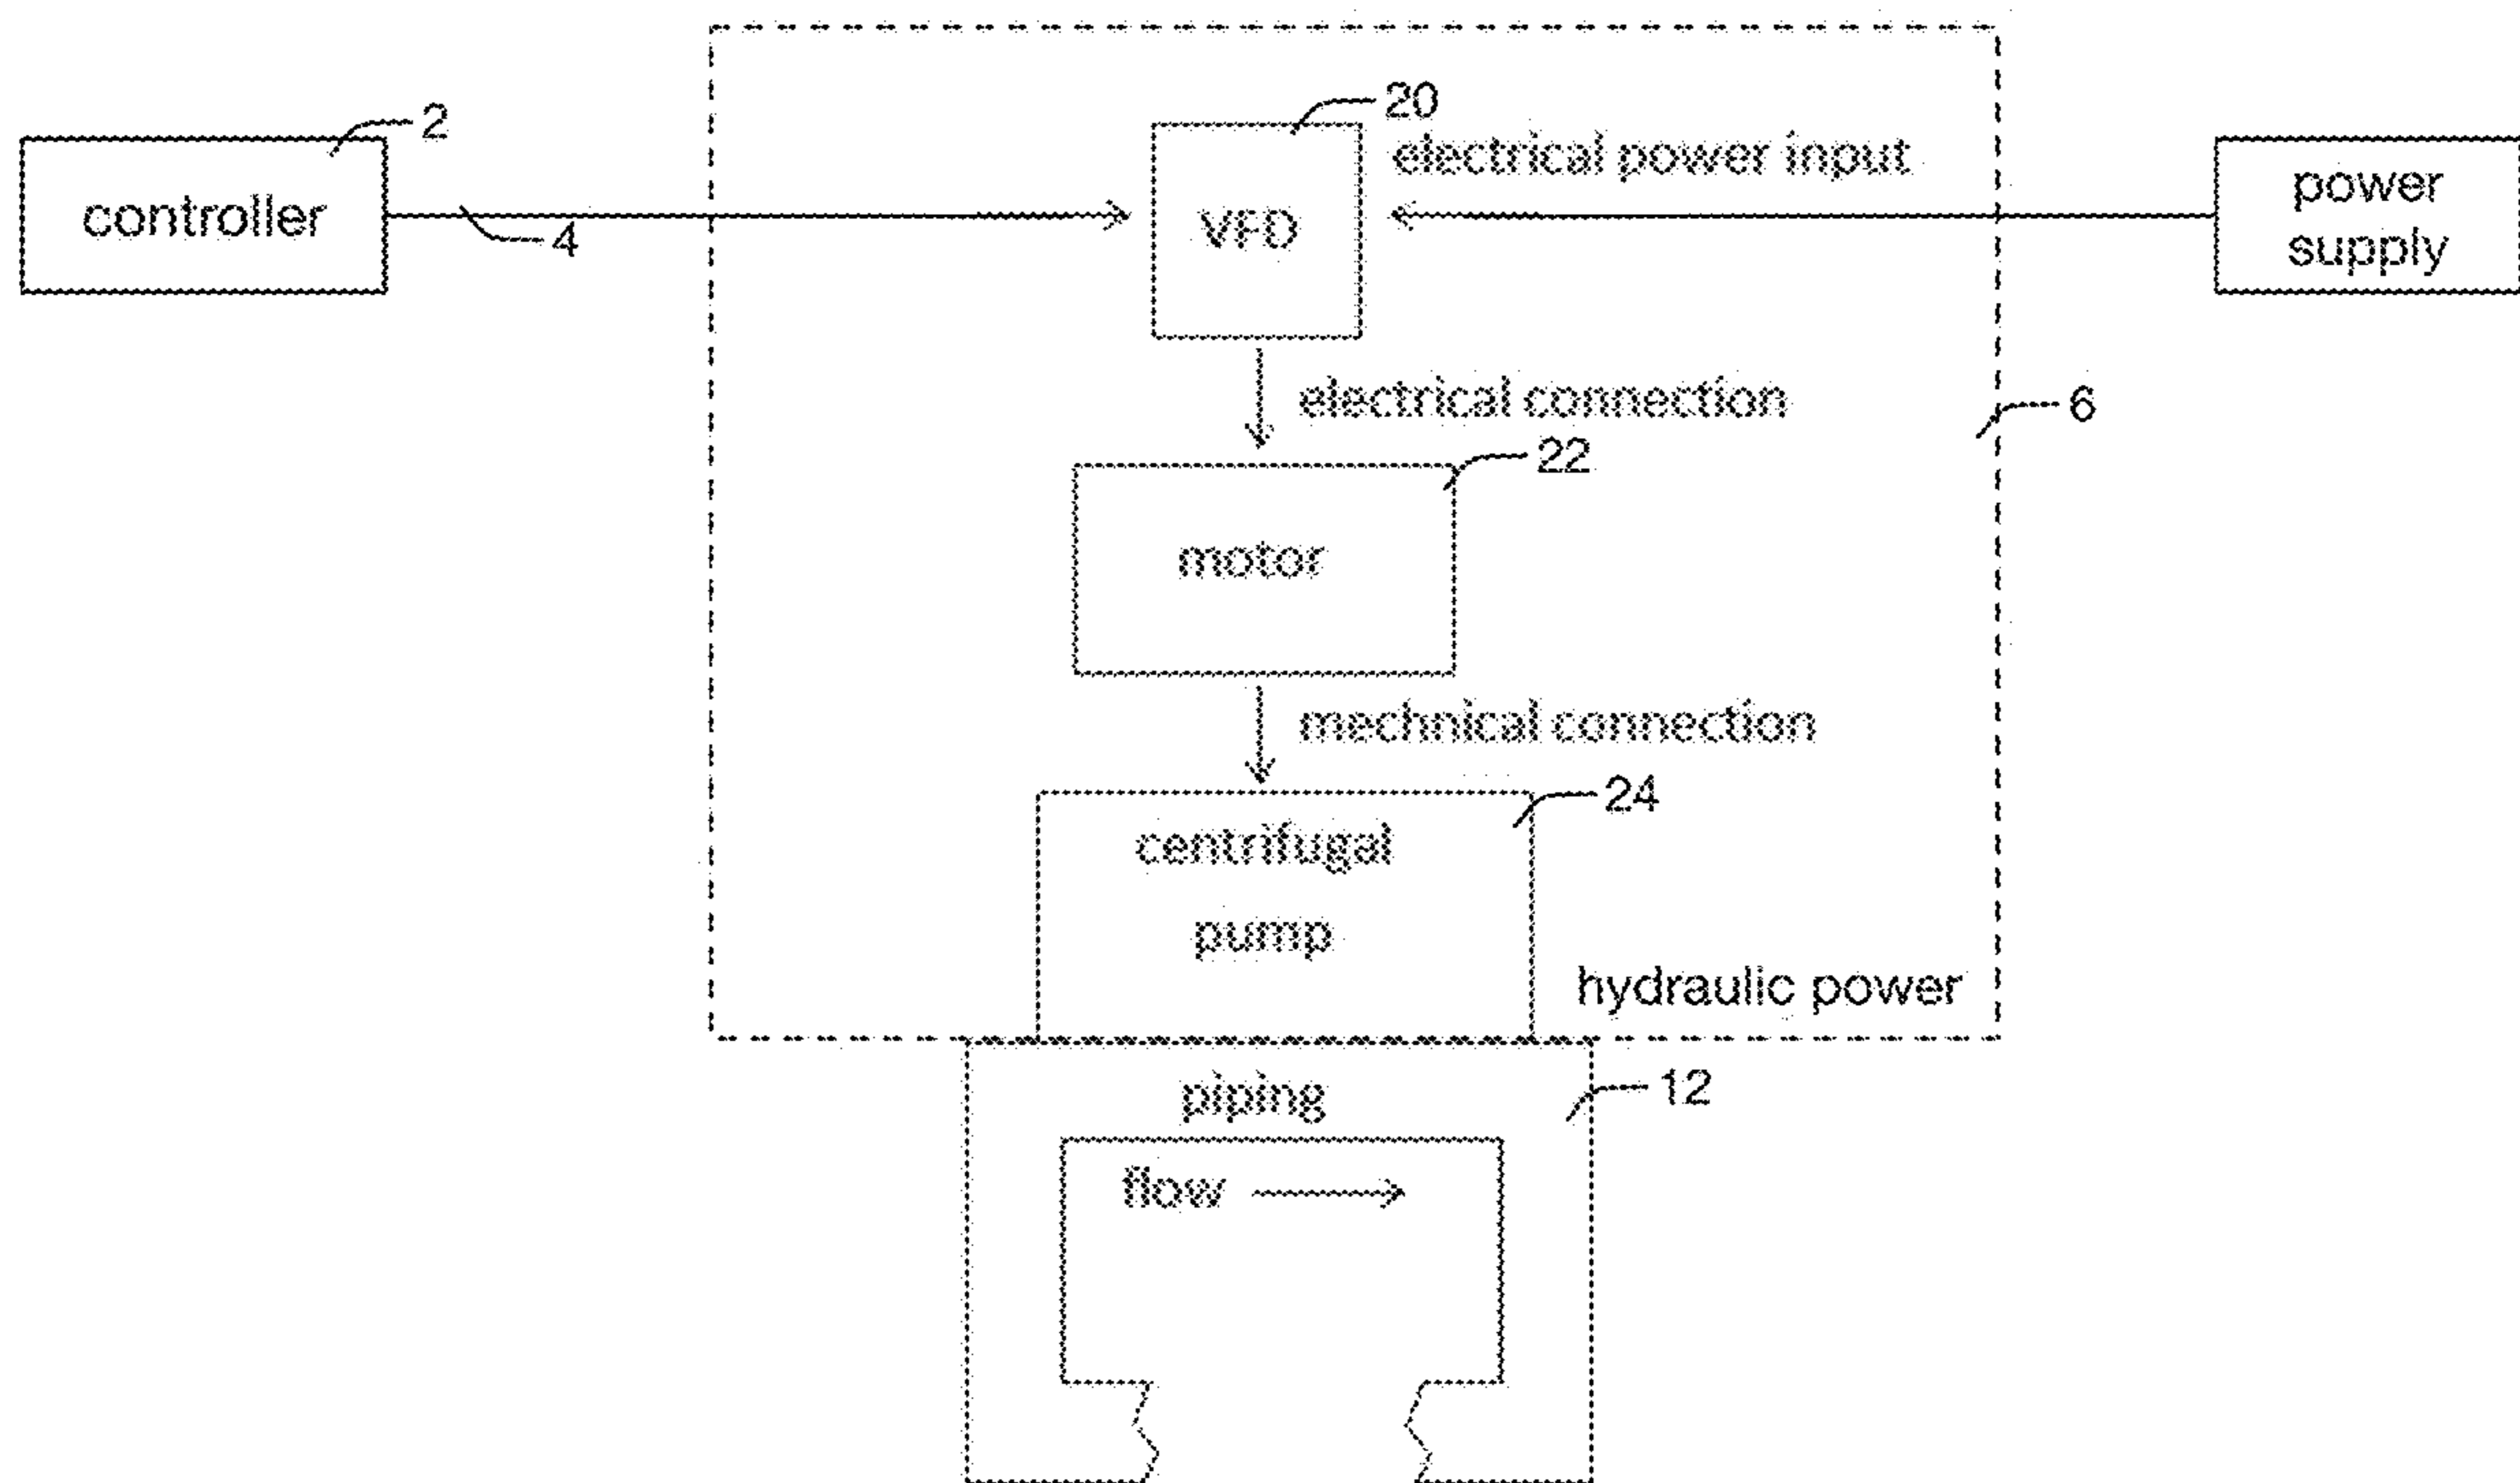 2
controller
4
20
VFD
electrical power input
power
supply
electrical connection
6
22
motor
mechnical connection
24
centrifugal
pump
hydraulic power
piping
12
flow